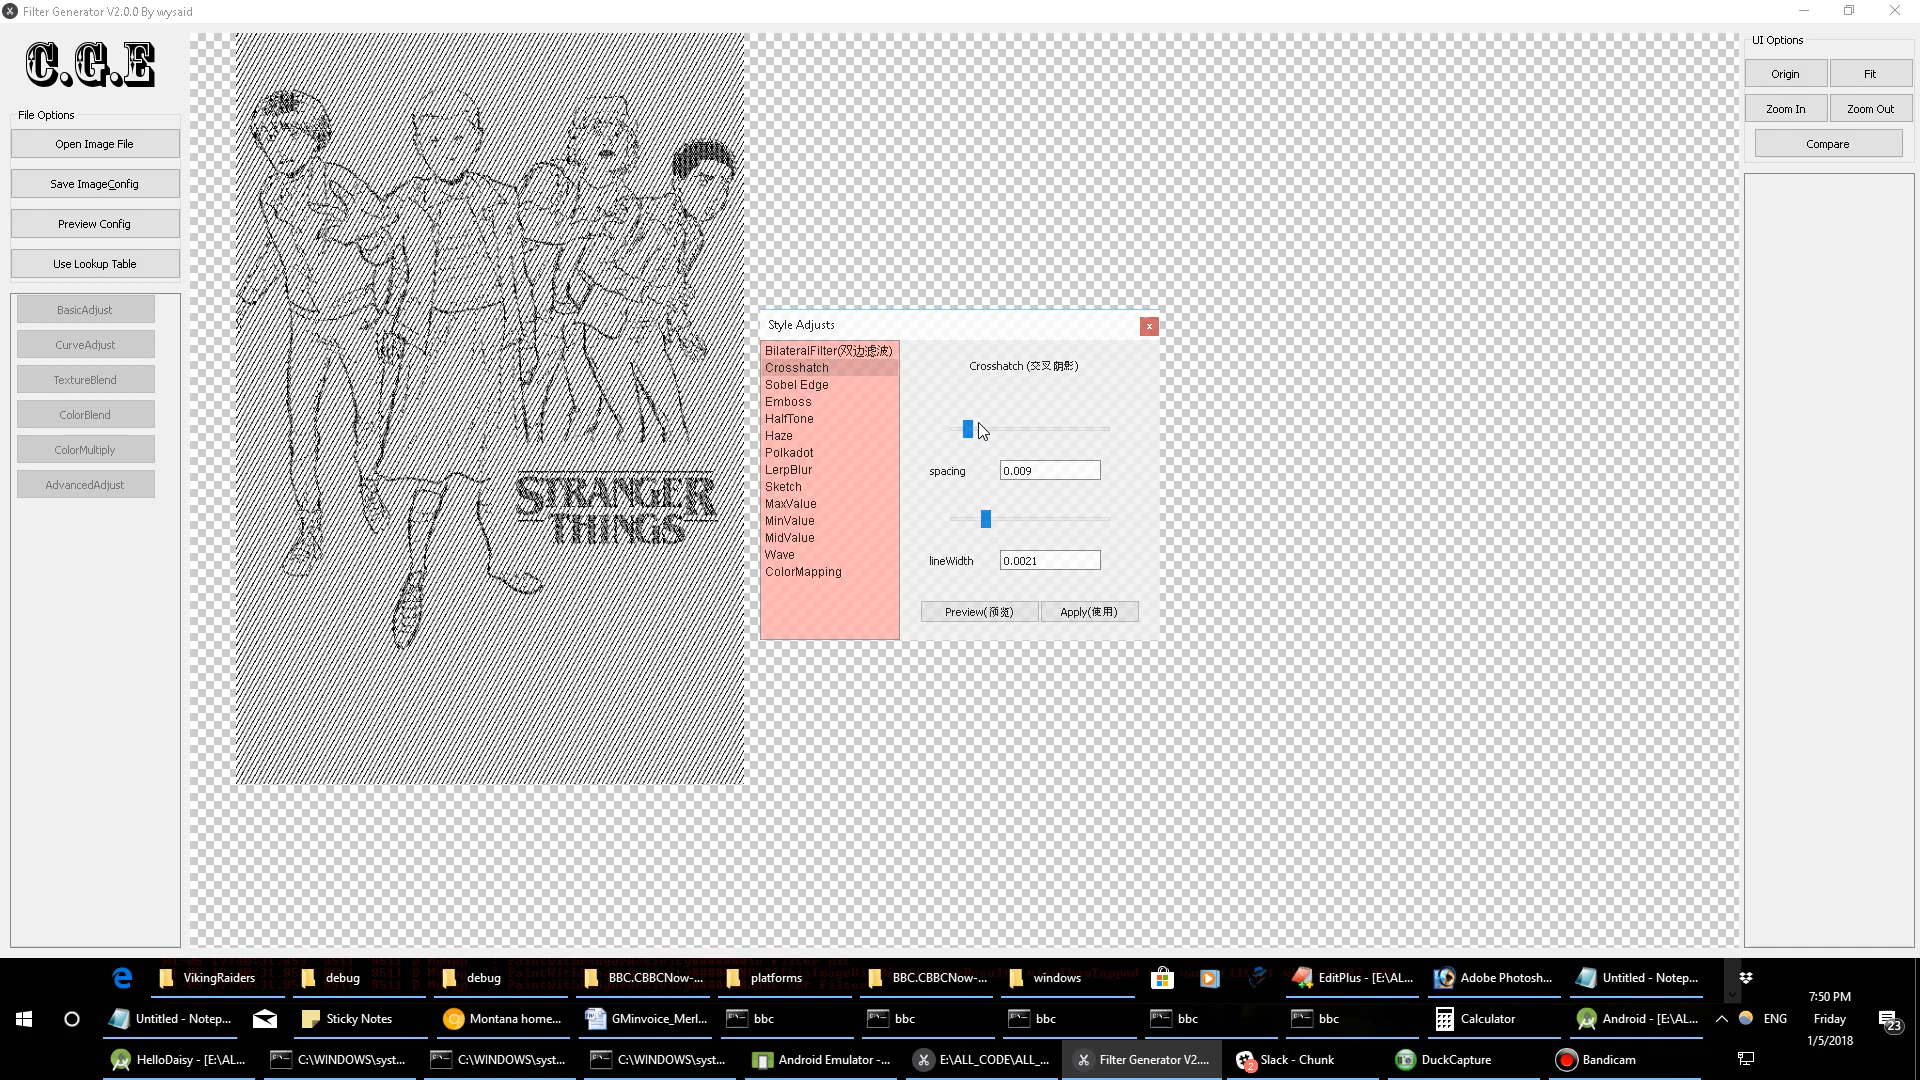 Filter Generator V2.0.0 By wysaid
C.G.E
File Options
Open Image File
Save ImageConfig
Preview Config
Use Lookup Table
BasicAdjust
CurveAdjust
TextureBlend
ColorBlend
ColorMultiply
AdvancedAdjust
STRANGER
THINGS
Style Adjusts
x
BilateralFilter(双边滤波)
Crosshatch
Sobel Edge
Emboss
HalfTone
Haze
Polkadot
LerpBlur
Sketch
MaxValue
MinValue
MidValue
Wave
ColorMapping
Crosshatch (交叉阴影)
spacing
0.009
lineWidth
0.0021
Preview(预览)
Apply(使用)
UI Options
Origin
Fit
Zoom In
Zoom Out
Compare
VikingRaiders
debug
debug
BBC.CBBCNow-...
platforms
BBC.CBBCNow-...
windows
EditPlus - [E:\AL...
Adobe Photosh...
Untitled - Notep...
Untitled - Notep...
Sticky Notes
Montana home...
GMinvoice_Merl...
bbc
bbc
bbc
bbc
bbc
Calculator
Android - [E:\AL...
ENG
HelloDaisy - [E:\AL...
C:\WINDOWS\syst...
C:\WINDOWS\syst...
C:\WINDOWS\syst...
Android Emulator -...
E:\ALL_CODE\ALL_...
Filter Generator V2....
2
Slack - Chunk
DuckCapture
Bandicam
7:50 PM
Friday
1/5/2018
23